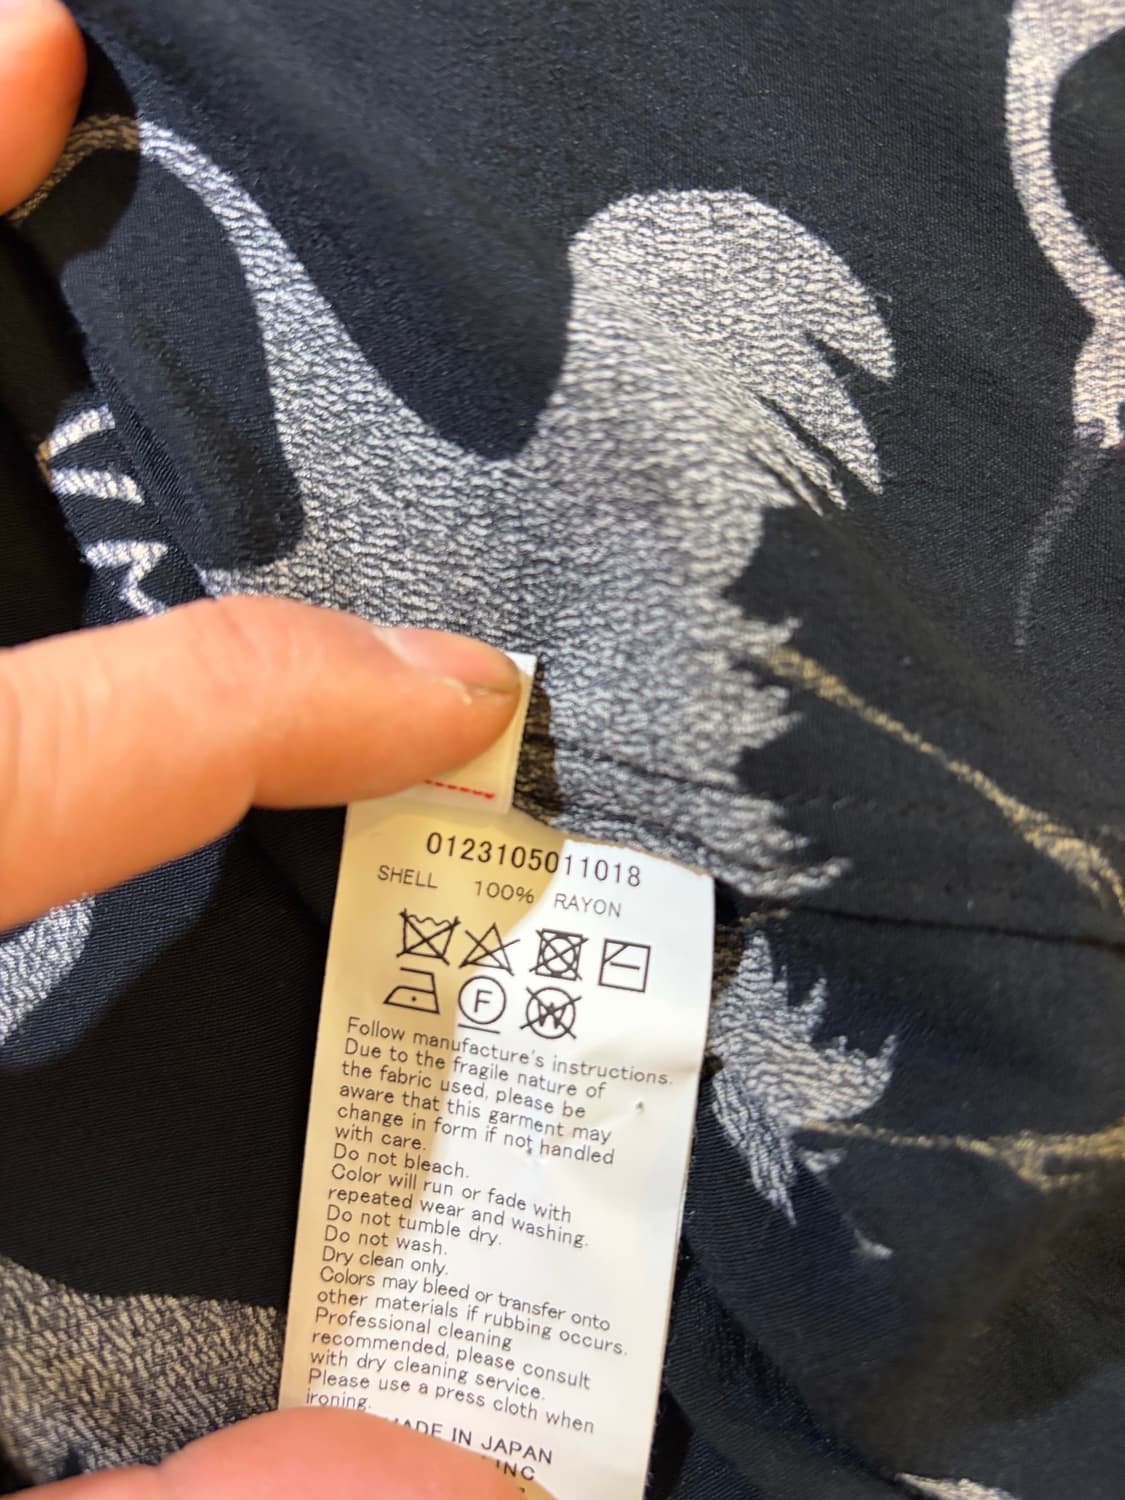 0123105011018
SHELL 100% RAYON
F W
Follow manufacture's instructions.
Due to the fragile nature of
the fabric used, please be
aware that this garment may
change in form if not handled
with care.
Do not bleach.
Color will run or fade with
repeated wear and washing.
Do not tumble dry.
Do not wash.
Dry clean only.
Colors may bleed or transfer onto
other materials if rubbing occurs.
Professional cleaning
recommended, please consult
with dry cleaning service.
Please use a press cloth when
ironing.
MADE IN JAPAN
INC